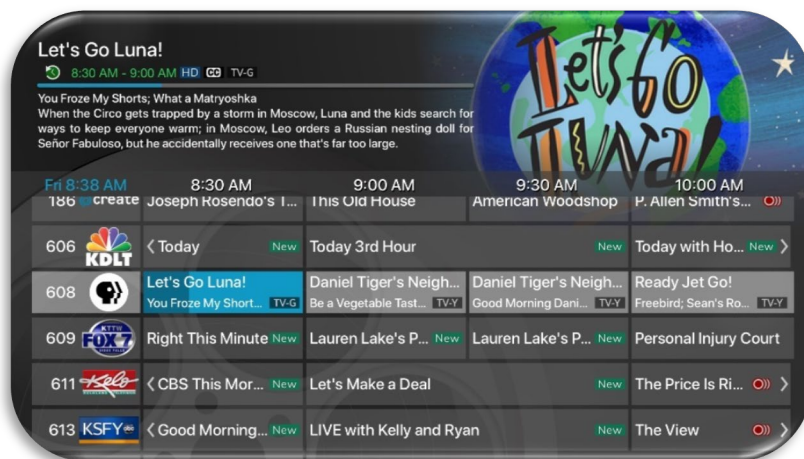 Let's Go Luna!
8:30 AM - 9:00 AM HD CC TV-G
You Froze My Shorts; What a Matryoshka
When the Circo gets trapped by a storm in Moscow, Luna and the kids search for
ways to keep everyone warm; in Moscow, Leo orders a Russian nesting doll for
Señor Fabuloso, but he accidentally receives one that's far too large.
Let's GO LUNA!
Fri 8:38 AM 8:30 AM 9:00 AM 9:30 AM 10:00 AM
186 create Joseph Rosendo's T... This Old House American Woodshop P. Allen Smith's...
606 KDLT Today New Today 3rd Hour New Today with Ho... New
608 Let's Go Luna! Daniel Tiger's Neigh... Daniel Tiger's Neigh... Ready Jet Go!
You Froze My Short... TV-G Be a Vegetable Tast... TV-Y Good Morning Dani... TV-Y Freebird; Sean's Ro... TV-Y
609 KTTW FOX 7 Right This Minute New Lauren Lake's P... New Lauren Lake's P... New Personal Injury Court
611 Kelo CBS This Mor... New Let's Make a Deal New The Price Is Ri...
613 KSFY Good Morning... New LIVE with Kelly and Ryan New The View